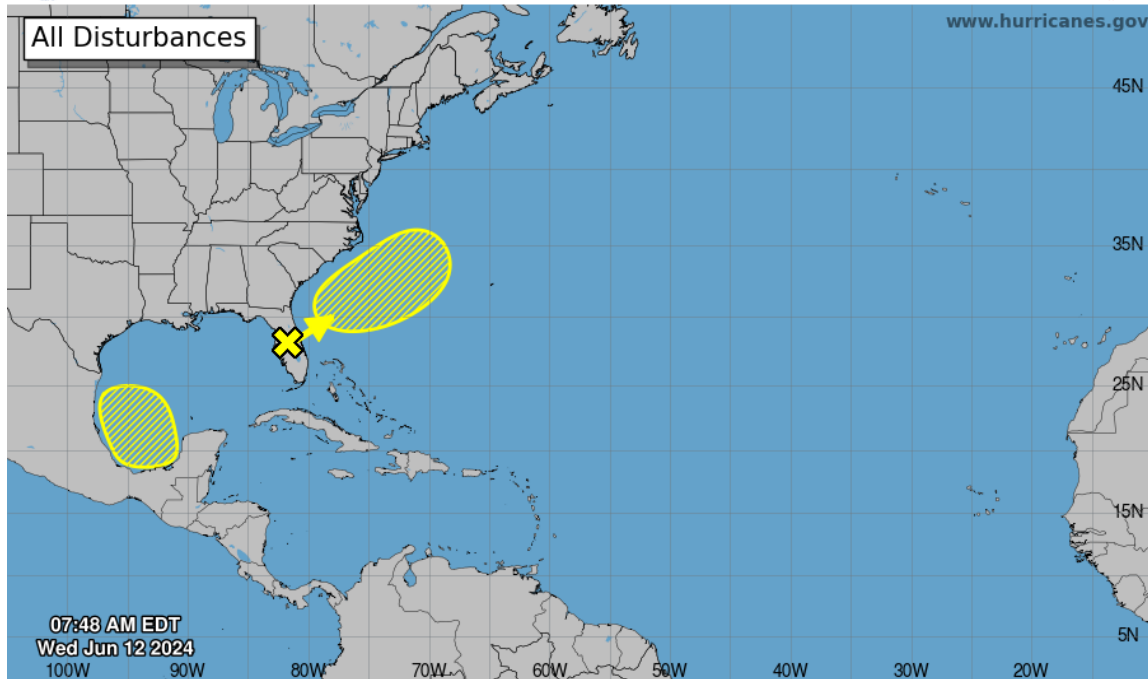 All Disturbances
www.hurricanes.gov
45N
35N
25N
15N
5N
07:48 AM EDT
Wed Jun 12 2024
100W 90W 80W 70W 60W 50W 40W 30W 20W